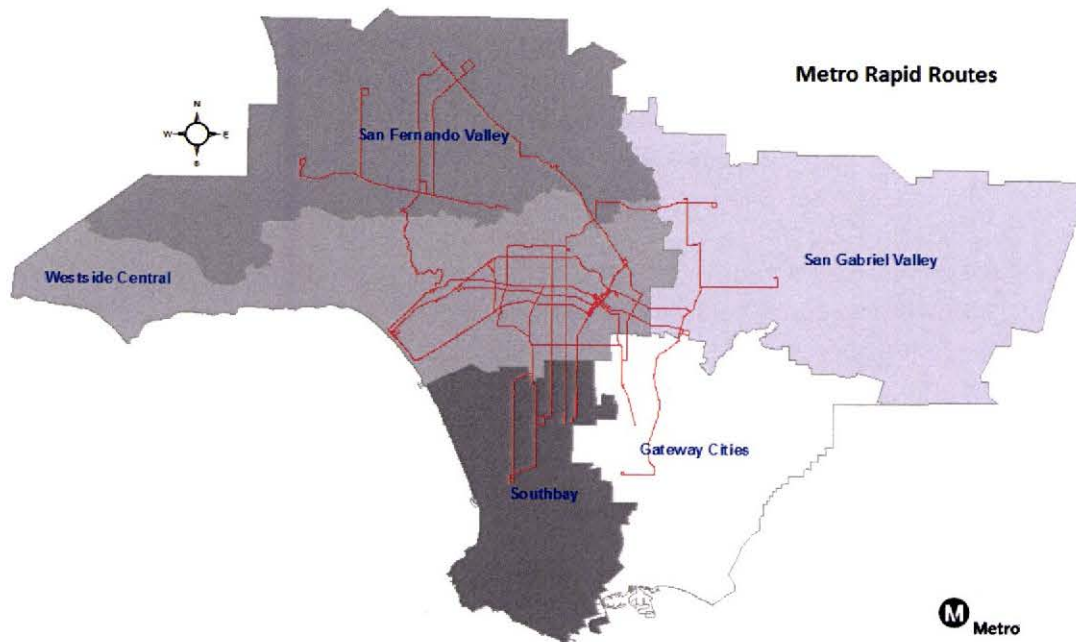 Metro Rapid Routes
N
W
E
S
San Fernando Valley
Westside Central
San Gabriel Valley
Gateway Cities
Southbay
M
Metro